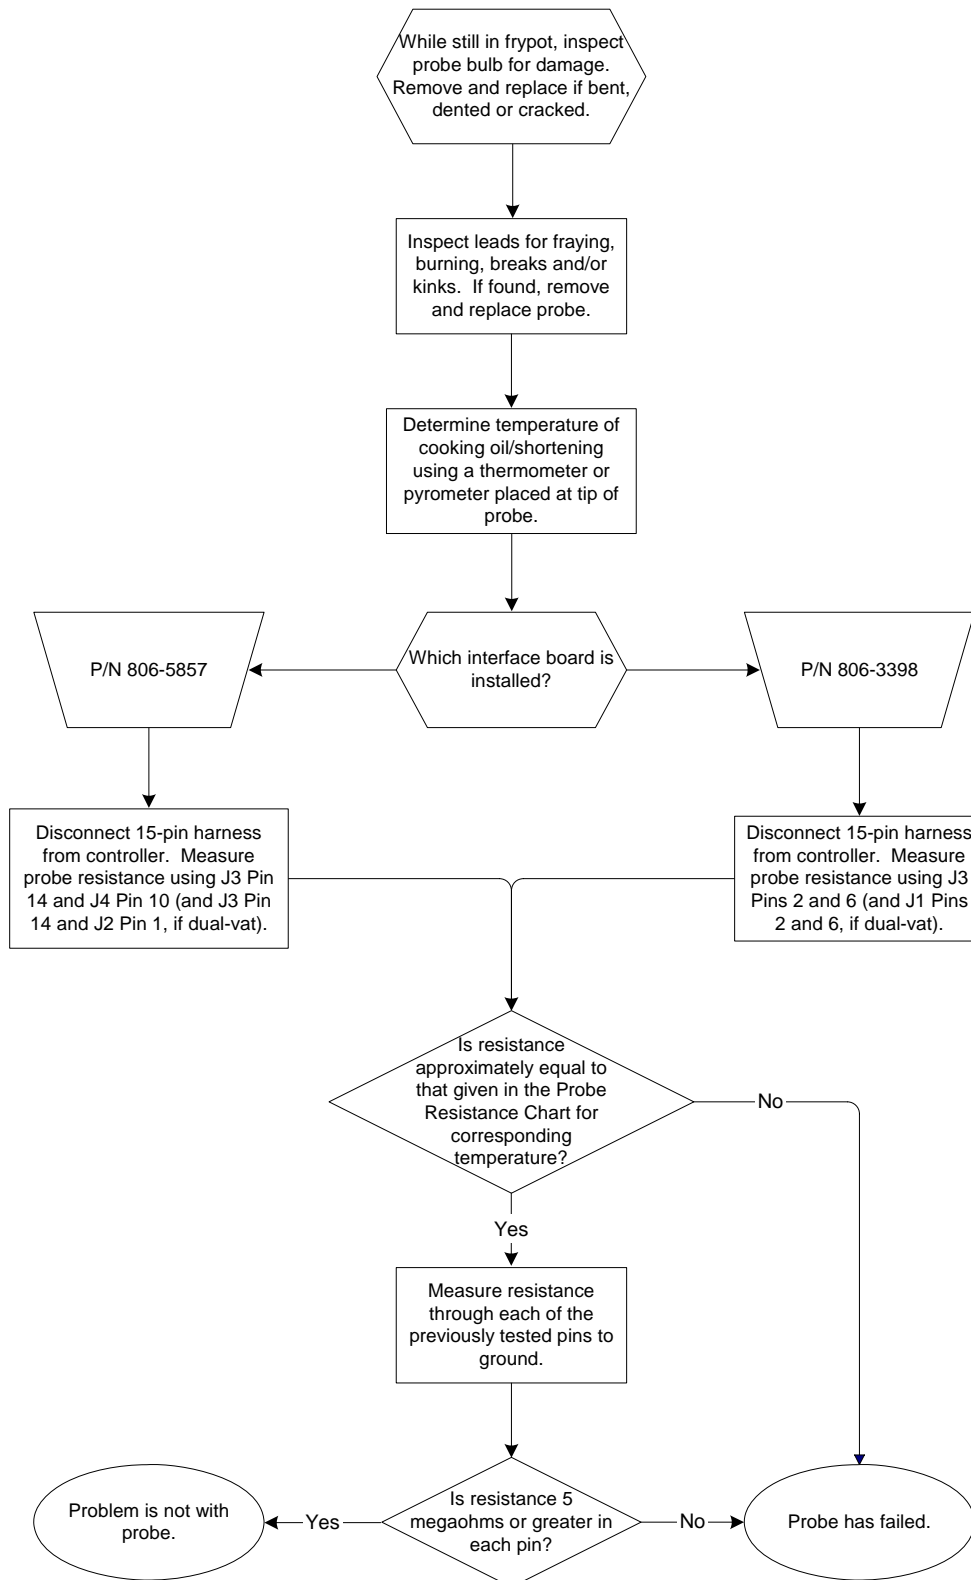 While still in frypot, inspect
probe bulb for damage.
Remove and replace if bent,
dented or cracked.
Inspect leads for fraying,
burning, breaks and/or
kinks.  If found, remove
and replace probe.
Determine temperature of
cooking oil/shortening
using a thermometer or
pyrometer placed at tip of
probe.
P/N 806-5857
Which interface board is
installed?
P/N 806-3398
Disconnect 15-pin harness
from controller.  Measure
probe resistance using J3 Pin
14 and J4 Pin 10 (and J3 Pin
14 and J2 Pin 1, if dual-vat).
Disconnect 15-pin harness
from controller.  Measure
probe resistance using J3
Pins 2 and 6 (and J1 Pins
2 and 6, if dual-vat).
Is resistance
approximately equal to
that given in the Probe
Resistance Chart for
corresponding
temperature?
No
Yes
Measure resistance
through each of the
previously tested pins to
ground.
Problem is not with
probe.
Yes
Is resistance 5
megaohms or greater in
each pin?
No
Probe has failed.